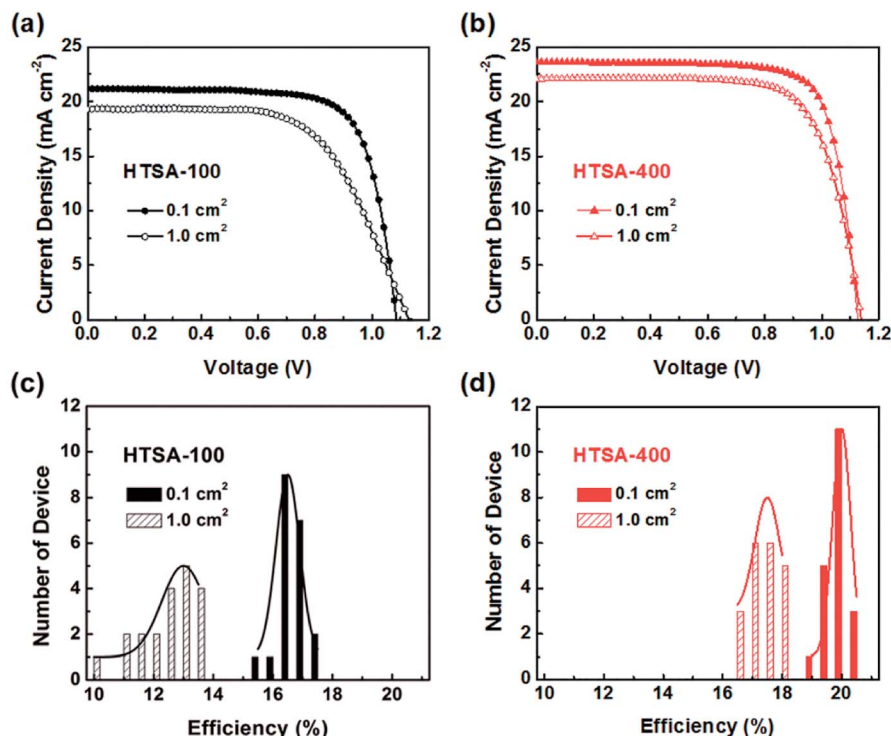 (a)
25
20
15
10
5
0
Current Density (mA cm⁻²)
HTSA-100
0.1 cm²
1.0 cm²
0.0 0.2 0.4 0.6 0.8 1.0 1.2
Voltage (V)
(b)
25
20
15
10
5
0
Current Density (mA cm⁻²)
HTSA-400
0.1 cm²
1.0 cm²
0.0 0.2 0.4 0.6 0.8 1.0 1.2
Voltage (V)
(c)
12
10
8
6
4
2
0
Number of Device
HTSA-100
0.1 cm²
1.0 cm²
10 12 14 16 18 20
Efficiency (%)
(d)
12
10
8
6
4
2
0
Number of Device
HTSA-400
0.1 cm²
1.0 cm²
10 12 14 16 18 20
Efficiency (%)